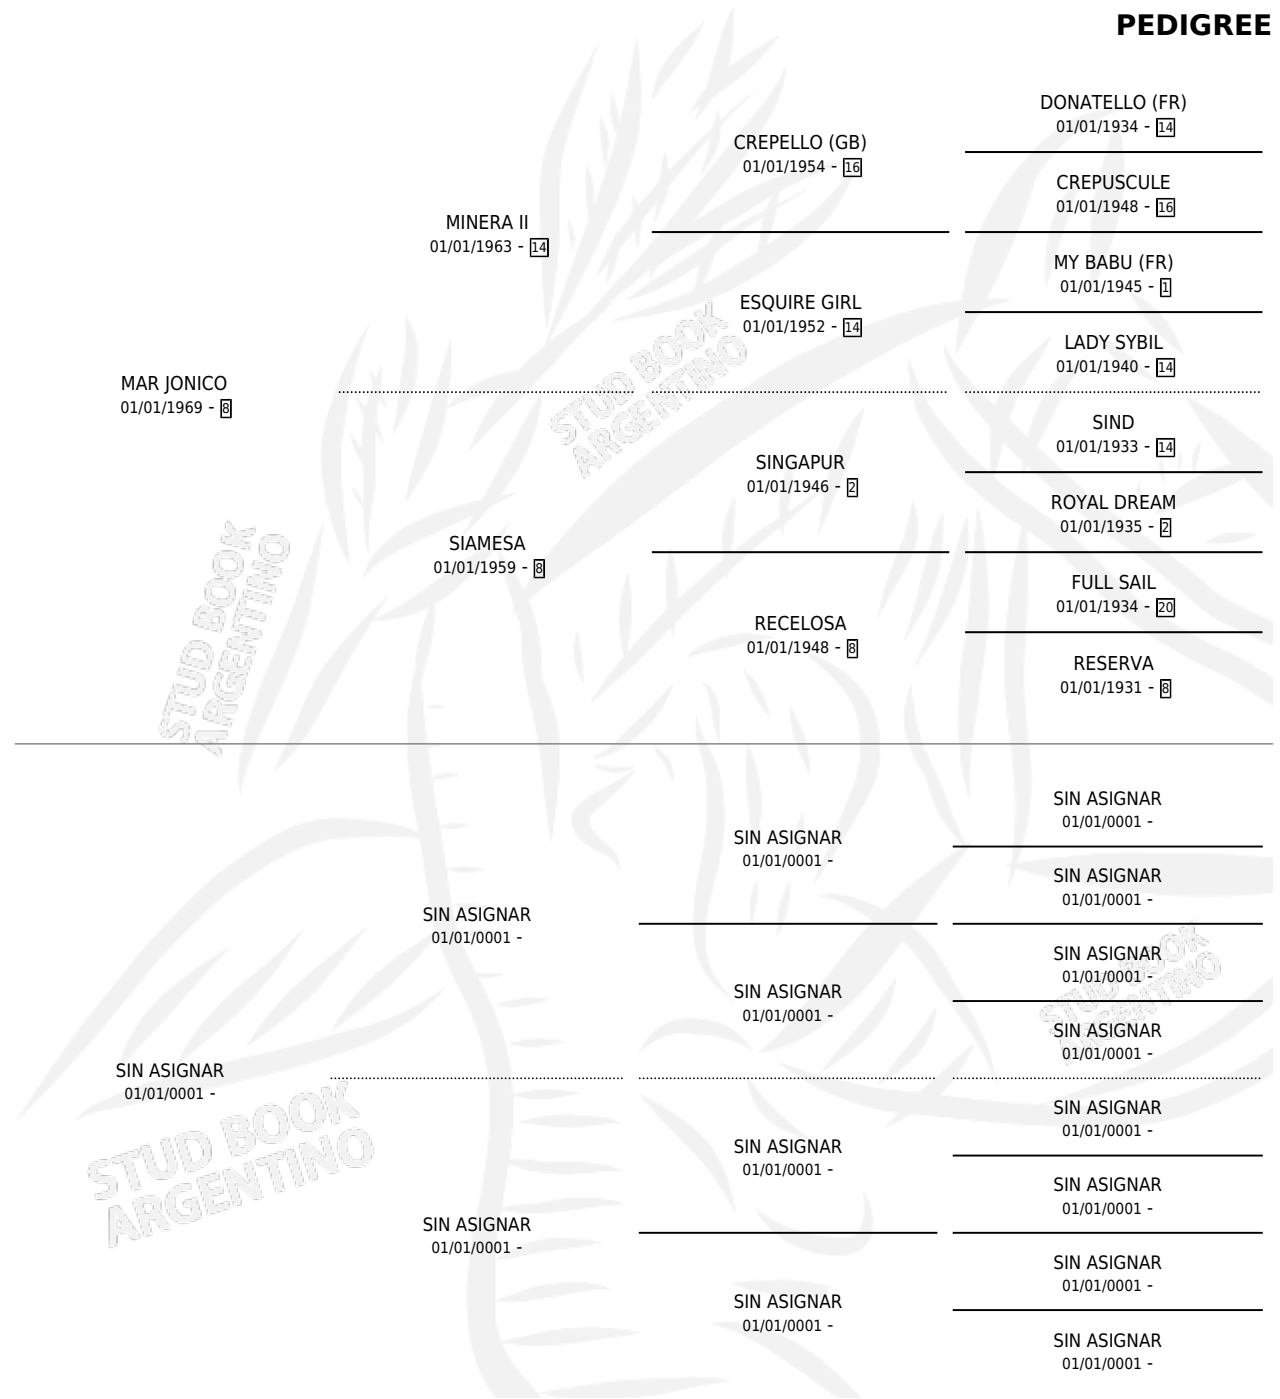 PEDIGREE
DONATELLO (FR)
01/01/1934 - 14
CREPELLO (GB)
01/01/1954 - 16
CREPUSCULE
01/01/1948 - 16
MINERA II
01/01/1963 - 14
MY BABU (FR)
01/01/1945 - 1
ESQUIRE GIRL
01/01/1952 - 14
LADY SYBIL
01/01/1940 - 14
MAR JONICO
01/01/1969 - 8
SIND
01/01/1933 - 14
SINGAPUR
01/01/1946 - 2
ROYAL DREAM
01/01/1935 - 2
SIAMESA
01/01/1959 - 8
FULL SAIL
01/01/1934 - 20
RECELOSA
01/01/1948 - 8
RESERVA
01/01/1931 - 8
STUD BOOK
ARGENTINO
STUD BOOK
ARGENTINO
SIN ASIGNAR
01/01/0001 -
SIN ASIGNAR
01/01/0001 -
SIN ASIGNAR
01/01/0001 -
SIN ASIGNAR
01/01/0001 -
SIN ASIGNAR
01/01/0001 -
SIN ASIGNAR
01/01/0001 -
SIN ASIGNAR
01/01/0001 -
SIN ASIGNAR
01/01/0001 -
SIN ASIGNAR
01/01/0001 -
SIN ASIGNAR
01/01/0001 -
SIN ASIGNAR
01/01/0001 -
SIN ASIGNAR
01/01/0001 -
SIN ASIGNAR
01/01/0001 -
SIN ASIGNAR
01/01/0001 -
SIN ASIGNAR
01/01/0001 -
STUD BOOK
ARGENTINO
STUD BOOK
ARGENTINO